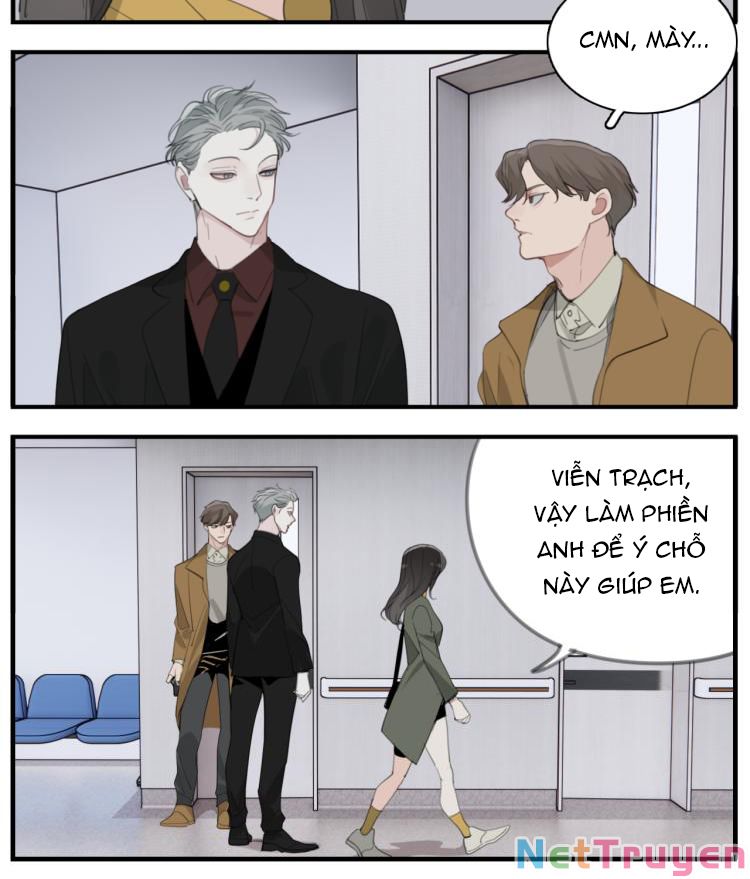 CMN, MÀY...
VIỄN TRẠCH,
VẬY LÀM PHIỀN
ANH ĐỂ Ý CHỖ
NÀY GIÚP EM.
NetTruyen